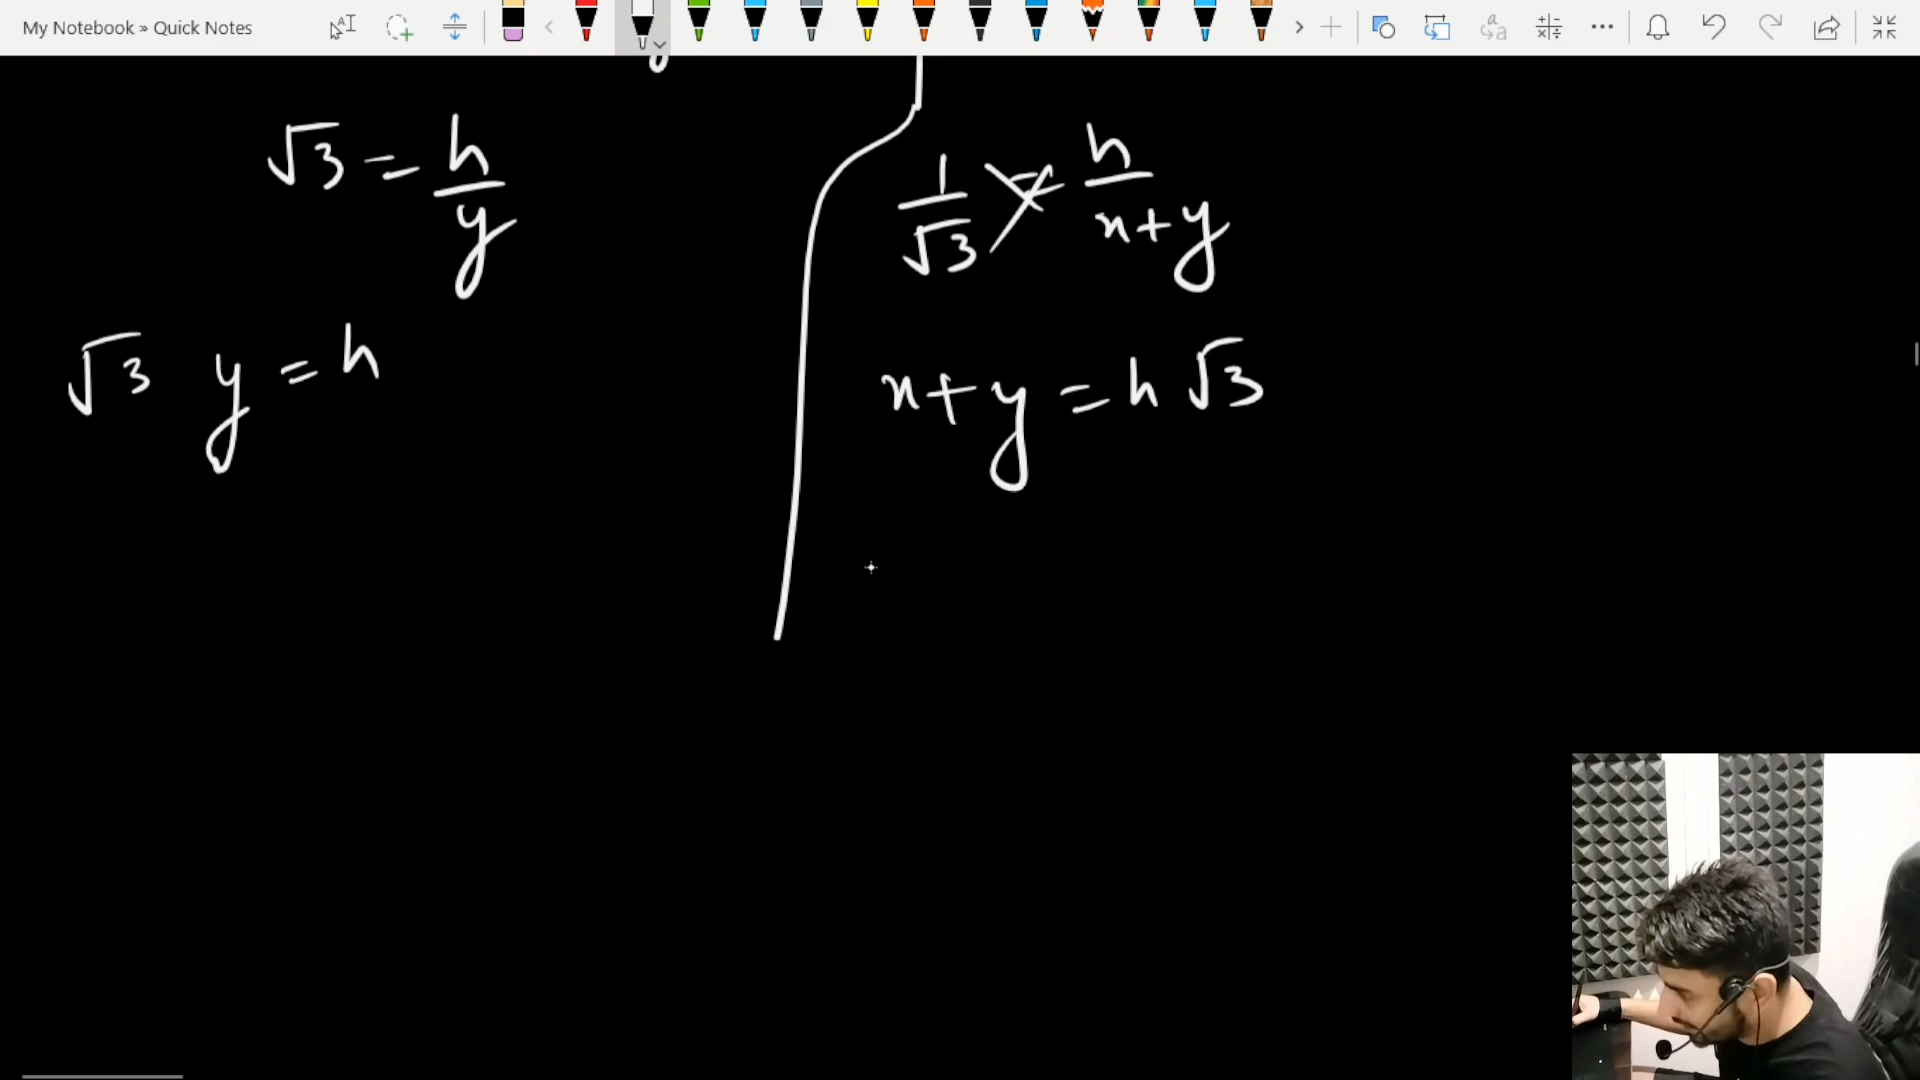 My Notebook » Quick Notes
y
√3 = h/y
√3 y = h
1/√3 = h/x+y
x+y = h√3